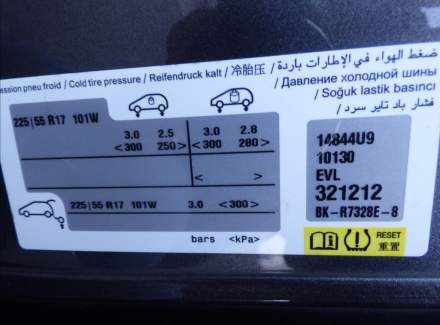 ضغط الهواء في الإطارات باردة /
ession pneu froid / Cold tire pressure / Reifendruck kalt / 冷胎压 / Давление холодной шины
/ Soğuk lastik basıncı / فشار باد تایر سرد
225|55 R17 101W
3.0 2.5 3.0 2.8
<300 250> <300 280>
< >
225|55 R17 101W 3.0 <300>
bars <kPa>
14844U9
10130
EVL
321212
BK-R7328E-8
RESET
重置